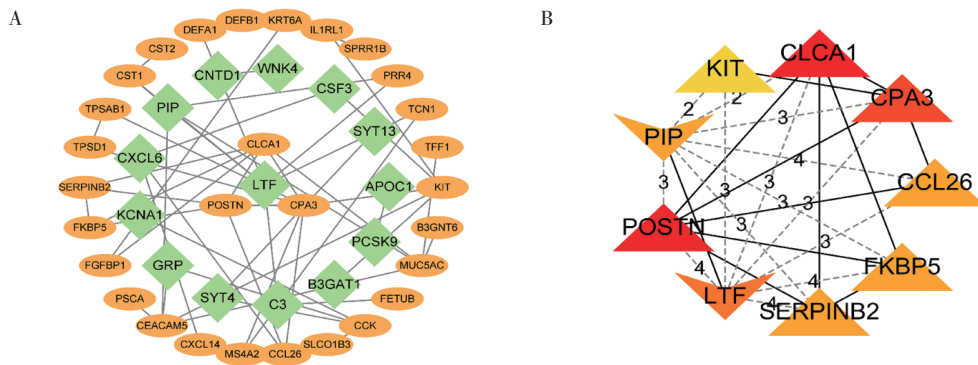 A
DEFA1 DEFB1 KRT6A IL1RL1
CST2 SPRR1B
CST1 CNTD1 WNK4 PRR4
TPSAB1 PIP CSF3 TCN1
TPSD1 CXCL6 CLCA1 SYT13 TFF1
SERPINB2 LTF APOC1 KIT
FKBP5 KCNA1 POSTN CPA3 B3GNT6
FGFBP1 GRP PCSK9 MUC5AC
PSCA SYT4 C3 B3GAT1 FETUB
CEACAM5 CCK
CXCL14 MS4A2 CCL26 SLCO1B3
B
KIT CLCA1
CPA3
PIP 2 2 3
4
3 3 3 3 CCL26
POSTN 3 3
4 FKBP5
LTF 4 4
SERPINB2